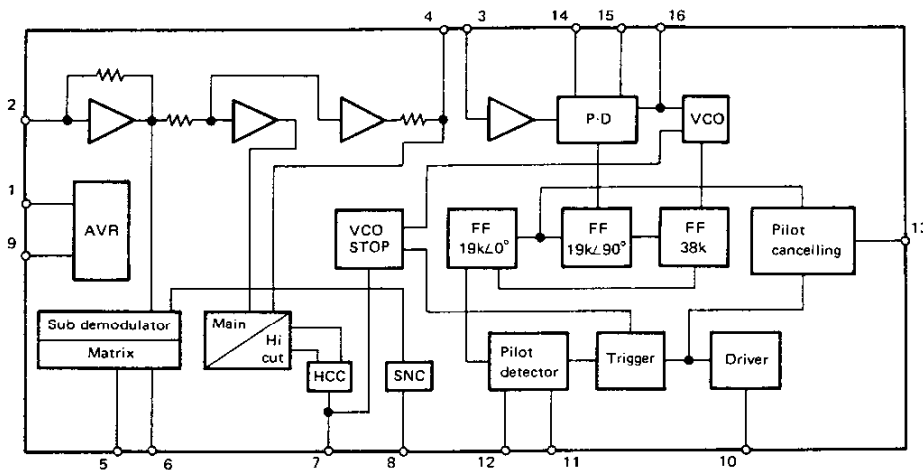 4 3 14 15 16
2
P·D
VCO
1
AVR
9
VCO
STOP
FF
19k∠0°
FF
19k∠90°
FF
38k
Pilot
cancelling
13
Sub demodulator
Matrix
Main
Hi
cut
HCC
SNC
Pilot
detector
Trigger
Driver
5 6 7 8 12 11 10